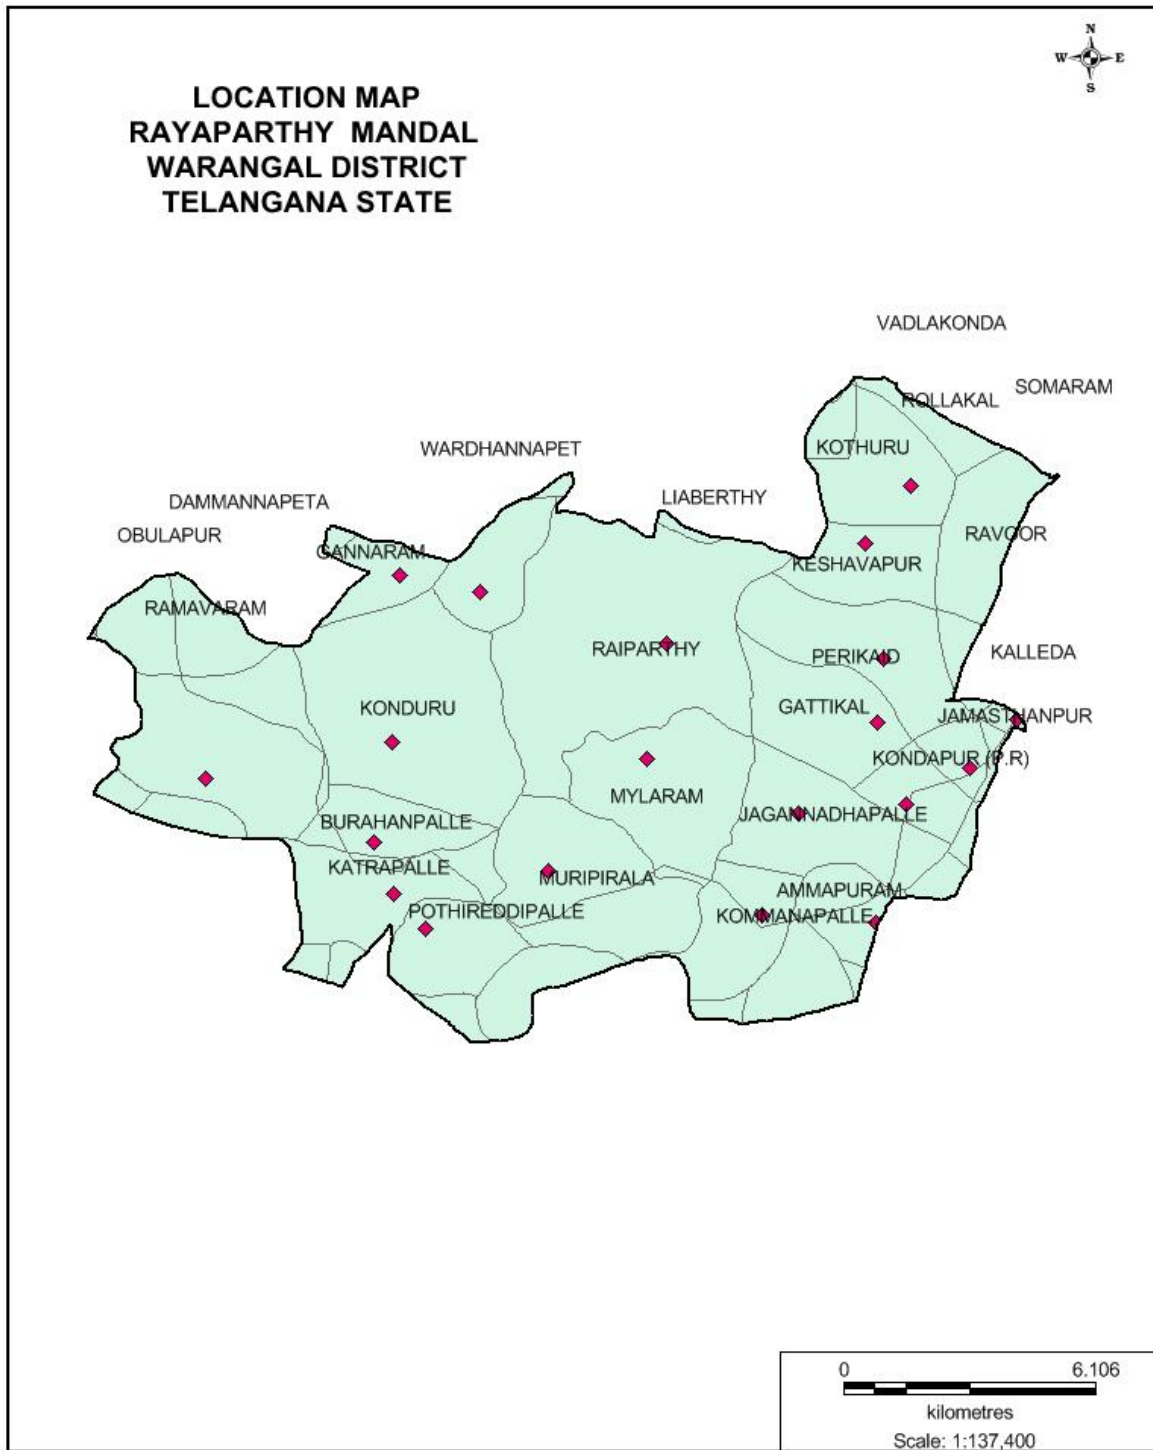 N
W E
S
LOCATION MAP
RAYAPARTHY MANDAL
WARANGAL DISTRICT
TELANGANA STATE
VADLAKONDA
SOMARAM
ROLLAKAL
WARDHANNAPET
KOTHURU
DAMMANNAPETA
LIABERTHY
OBULAPUR
RAVOOR
GANNARAM
KESHAVAPUR
RAMAVARAM
RAIPARTHY
PERIKAID
KALLEDA
KONDURU
GATTIKAL
JAMASTHANPUR
KONDAPUR (P.R)
MYLARAM
JAGANNADHAPALLE
BURAHANPALLE
KATRAPALLE
MURIPIRALA
AMMAPURAM
POTHIREDDIPALLE
KOMMANAPALLE
0 6.106
kilometres
Scale: 1:137,400